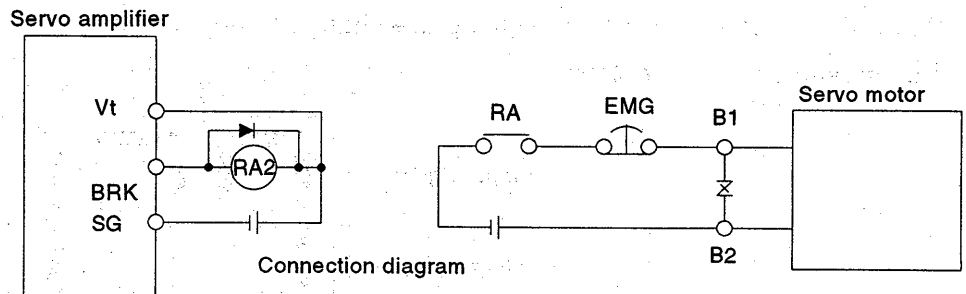 Servo amplifier
Vt
RA2
BRK
SG
RA
EMG
B1
Servo motor
B2
Connection diagram